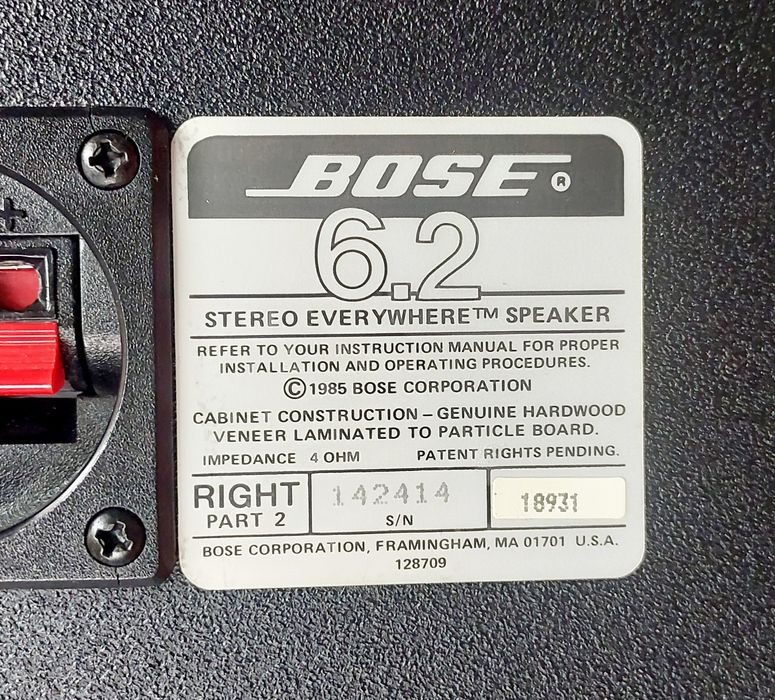 BOSE®
6.2
STEREO EVERYWHERE™ SPEAKER
REFER TO YOUR INSTRUCTION MANUAL FOR PROPER
INSTALLATION AND OPERATING PROCEDURES.
©1985 BOSE CORPORATION
CABINET CONSTRUCTION – GENUINE HARDWOOD
VENEER LAMINATED TO PARTICLE BOARD.
IMPEDANCE 4 OHM PATENT RIGHTS PENDING.
RIGHT 142414 18931
PART 2 S/N
BOSE CORPORATION, FRAMINGHAM, MA 01701 U.S.A.
128709
+